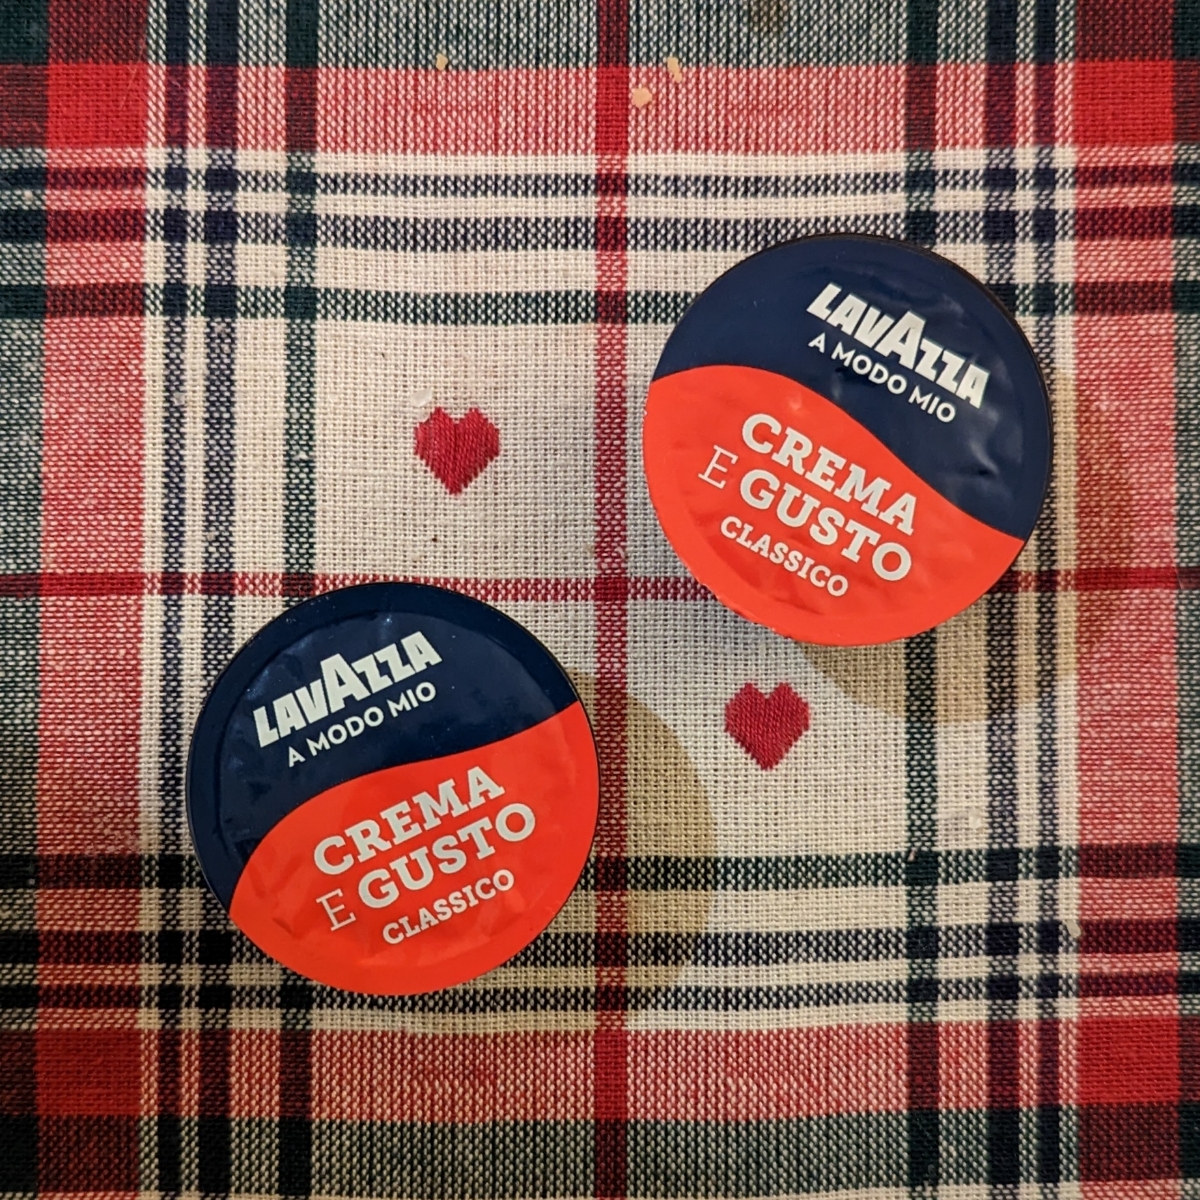 LAVAZZA
A MODO MIO
CREMA
E GUSTO
CLASSICO
LAVAZZA
A MODO MIO
CREMA
E GUSTO
CLASSICO